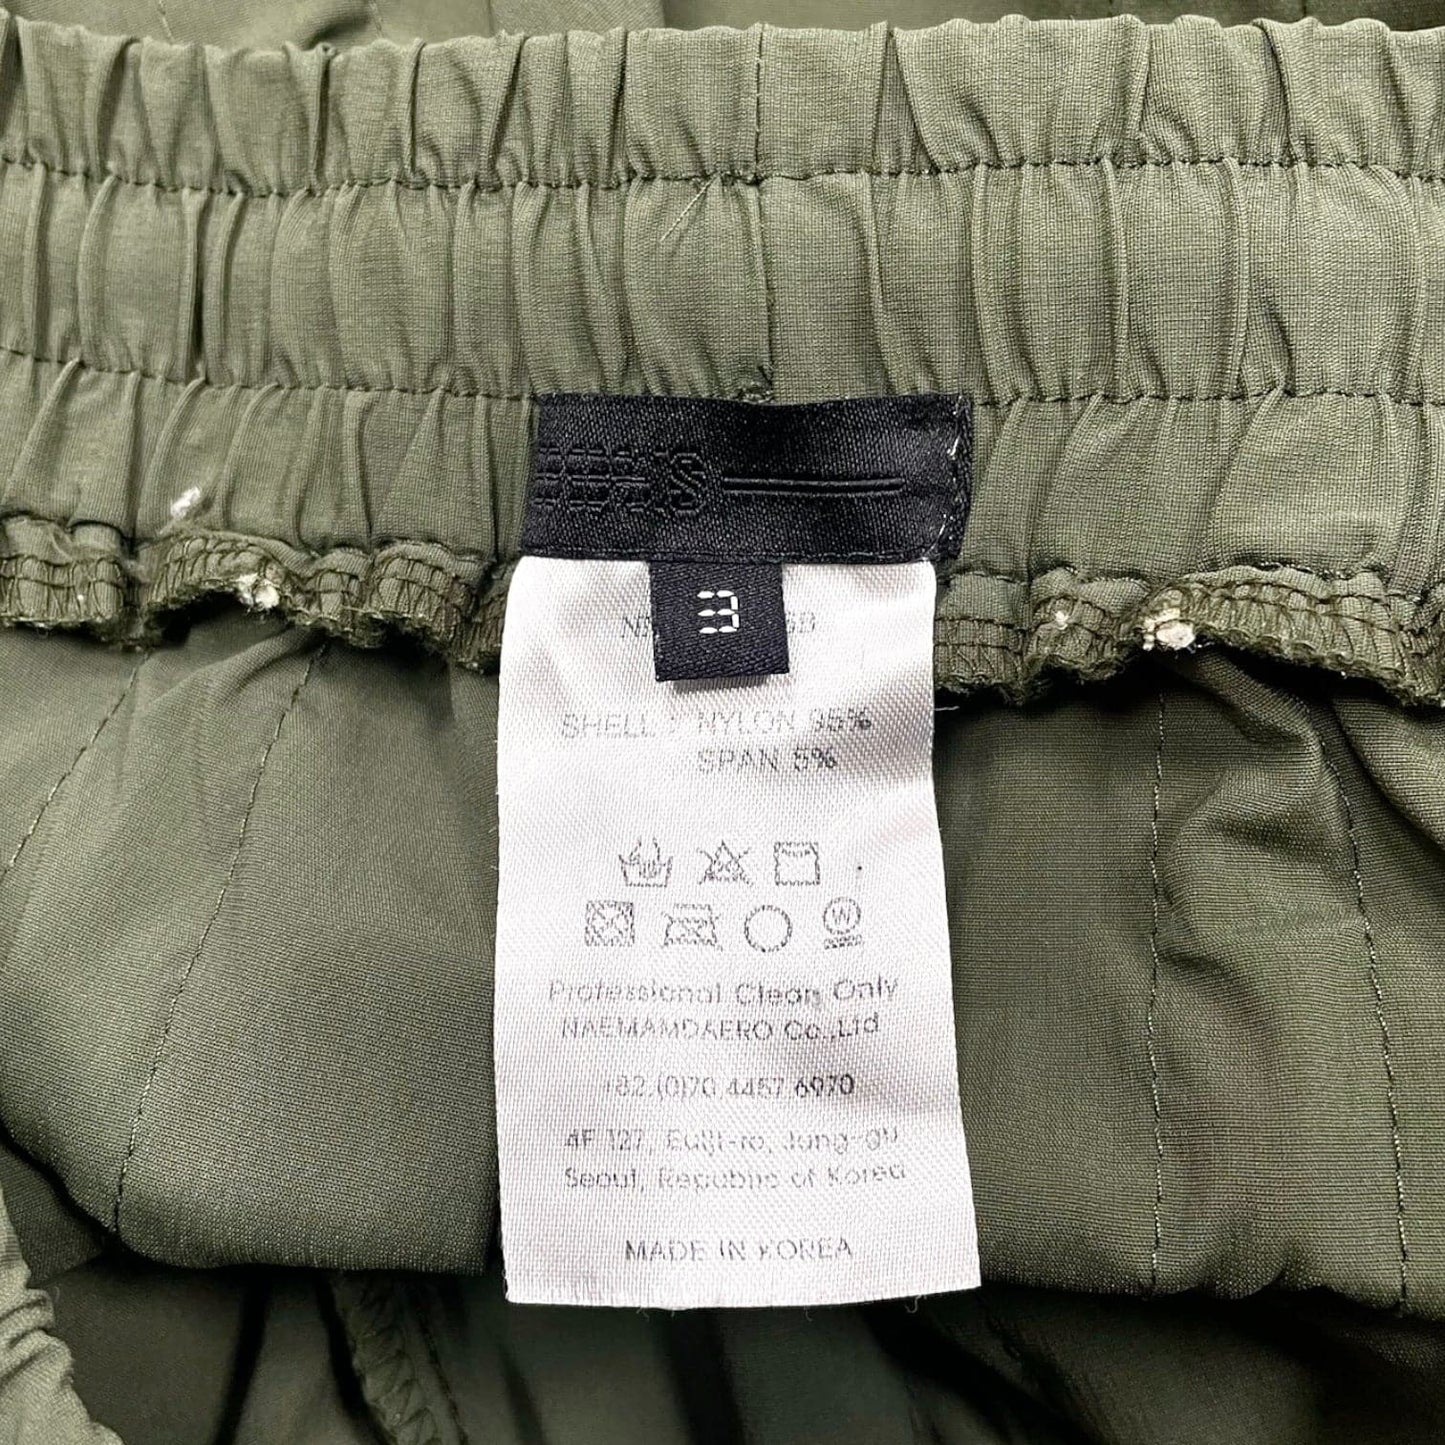 3
SHELL : NYLON 95%
SPAN 5%
W
Professional Clean Only
NAEMAMDAERO Co.,Ltd
+82.(0)70.4457.6970
4F 127, Eulji-ro, Jung-gu
Seoul, Republic of Korea
MADE IN KOREA